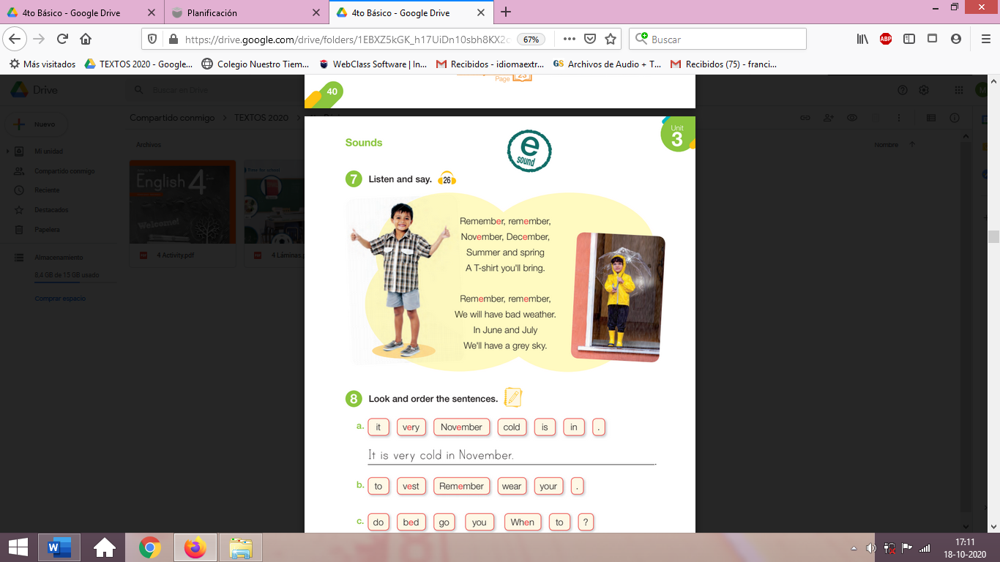 4to Básico - Google Drive
Planificación
4to Básico - Google Drive
https://drive.google.com/drive/folders/1EBXZ5kGK_h17UiDn10sbh8KX2
67%
Buscar
ABP
Más visitados
TEXTOS 2020 - Google...
Colegio Nuestro Tiem...
WebClass Software | In...
Recibidos - idiomaextr...
Archivos de Audio + T...
Recibidos (75) - franci...
Drive
Buscar en Drive
Nuevo
Mi unidad
Compartido conmigo
Reciente
Destacados
Papelera
Almacenamiento
8,4 GB de 15 GB usado
Comprar espacio
Compartido conmigo
TEXTOS 2020
Archivos
Nombre
English 4
Welcome!
4 Activity.pdf
4 Láminas.
Page 23
40
Unit
3
Sounds
e
sound
7 Listen and say. 26
Remember, remember,
November, December,
Summer and spring
A T-shirt you'll bring.
Remember, remember,
We will have bad weather.
In June and July
We'll have a grey sky.
8 Look and order the sentences.
a. it very November cold is in .
It is very cold in November.
b. to vest Remember wear your .
c. do bed go you When to ?
17:11
18-10-2020